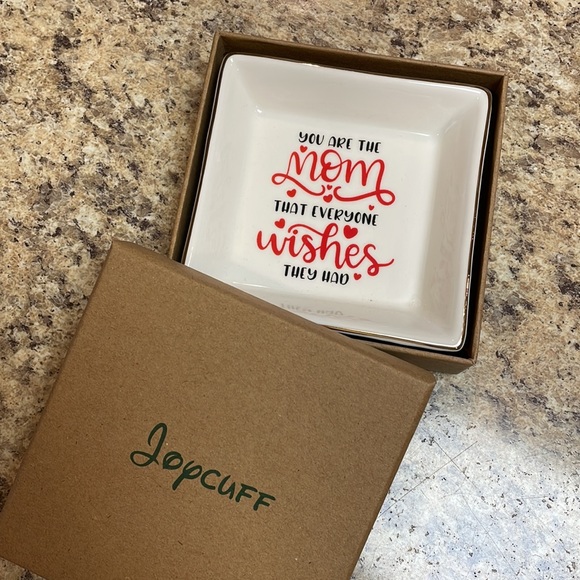 YOU ARE THE
Mom
THAT EVERYONE
wishes
THEY HAD
Joycuff